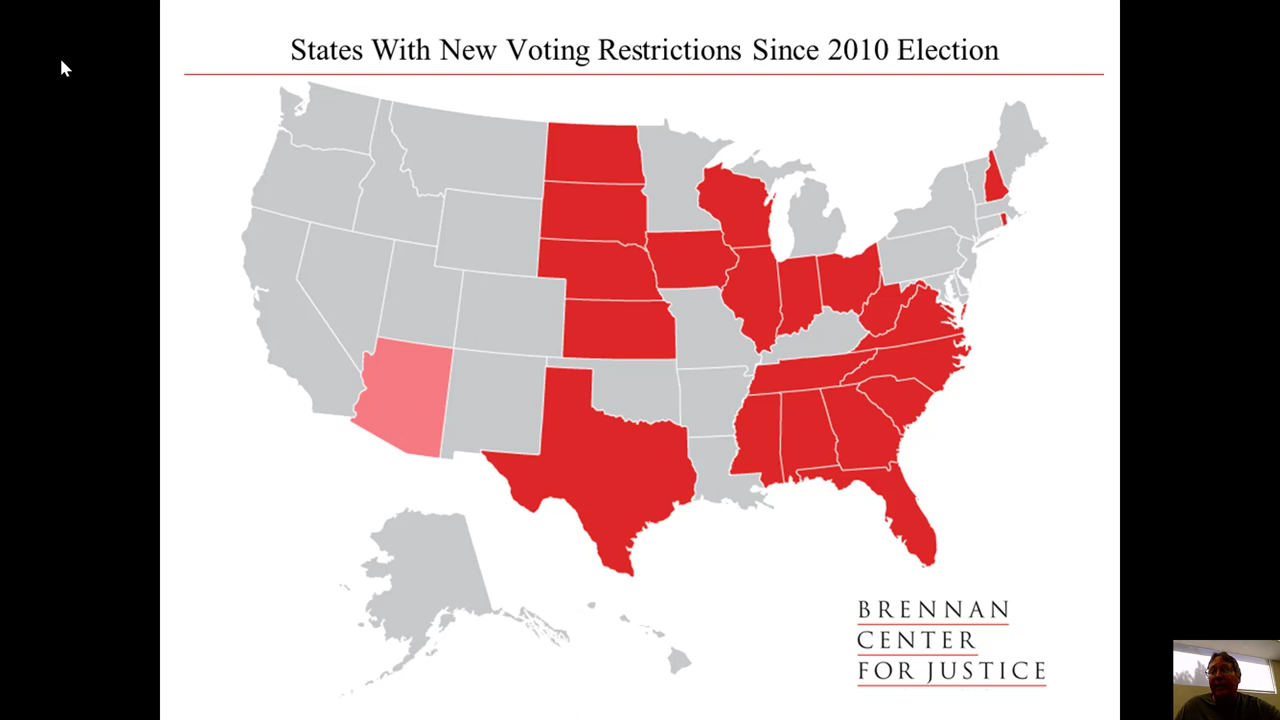 States With New Voting Restrictions Since 2010 Election
BRENNAN
CENTER
FOR JUSTICE